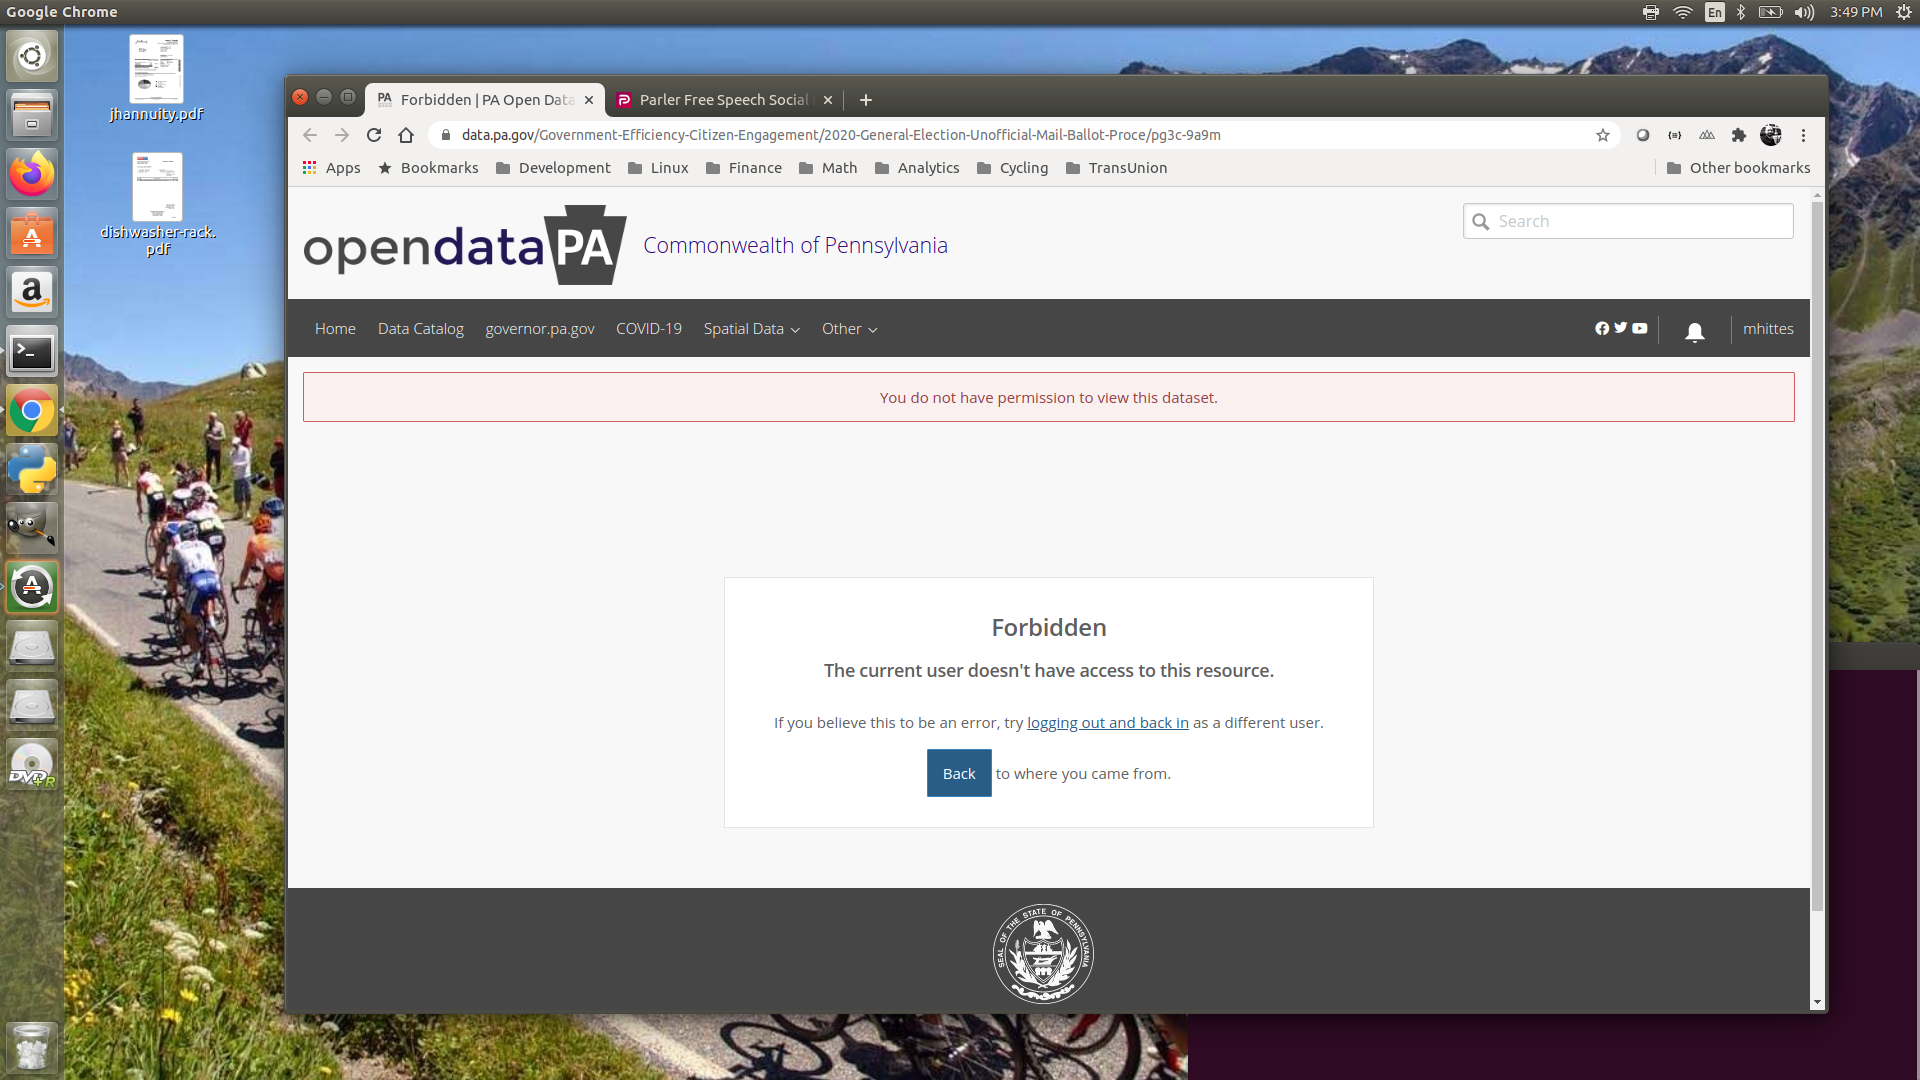 Google Chrome
En
3:49 PM
jhannuity.pdf
dishwasher-rack.
pdf
Forbidden | PA Open Data
Parler Free Speech Social
data.pa.gov/Government-Efficiency-Citizen-Engagement/2020-General-Election-Unofficial-Mail-Ballot-Proce/pg3c-9a9m
Apps
Bookmarks
Development
Linux
Finance
Math
Analytics
Cycling
TransUnion
Other bookmarks
opendataPA
Commonwealth of Pennsylvania
Search
Home
Data Catalog
governor.pa.gov
COVID-19
Spatial Data
Other
mhittes
You do not have permission to view this dataset.
Forbidden
The current user doesn't have access to this resource.
If you believe this to be an error, try logging out and back in as a different user.
Back to where you came from.
SEAL OF THE STATE OF PENNSYLVANIA
DVD+R